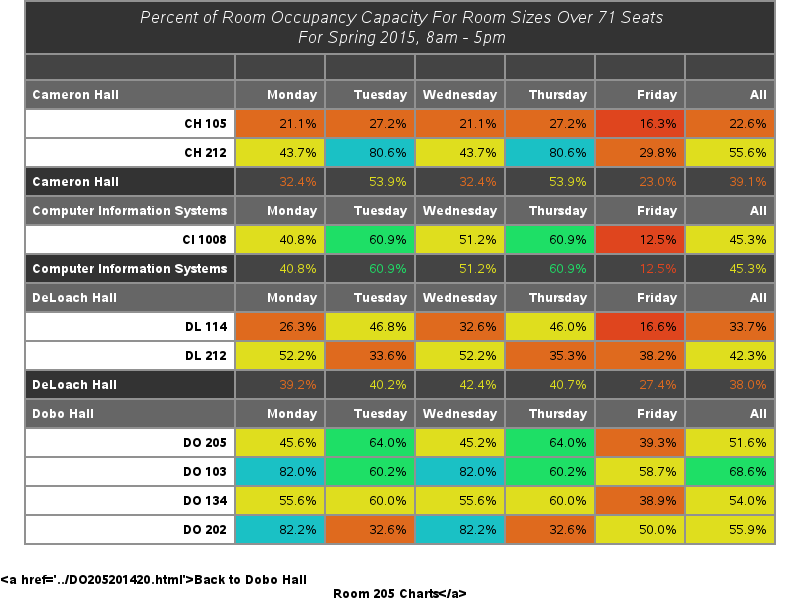 Percent of Room Occupancy Capacity For Room Sizes Over 71 Seats
For Spring 2015, 8am - 5pm
Cameron Hall Monday Tuesday Wednesday Thursday Friday All
CH 105 21.1% 27.2% 21.1% 27.2% 16.3% 22.6%
CH 212 43.7% 80.6% 43.7% 80.6% 29.8% 55.6%
Cameron Hall 32.4% 53.9% 32.4% 53.9% 23.0% 39.1%
Computer Information Systems Monday Tuesday Wednesday Thursday Friday All
CI 1008 40.8% 60.9% 51.2% 60.9% 12.5% 45.3%
Computer Information Systems 40.8% 60.9% 51.2% 60.9% 12.5% 45.3%
DeLoach Hall Monday Tuesday Wednesday Thursday Friday All
DL 114 26.3% 46.8% 32.6% 46.0% 16.6% 33.7%
DL 212 52.2% 33.6% 52.2% 35.3% 38.2% 42.3%
DeLoach Hall 39.2% 40.2% 42.4% 40.7% 27.4% 38.0%
Dobo Hall Monday Tuesday Wednesday Thursday Friday All
DO 205 45.6% 64.0% 45.2% 64.0% 39.3% 51.6%
DO 103 82.0% 60.2% 82.0% 60.2% 58.7% 68.6%
DO 134 55.6% 60.0% 55.6% 60.0% 38.9% 54.0%
DO 202 82.2% 32.6% 82.2% 32.6% 50.0% 55.9%
<a href='../DO205201420.html'>Back to Dobo Hall
Room 205 Charts</a>